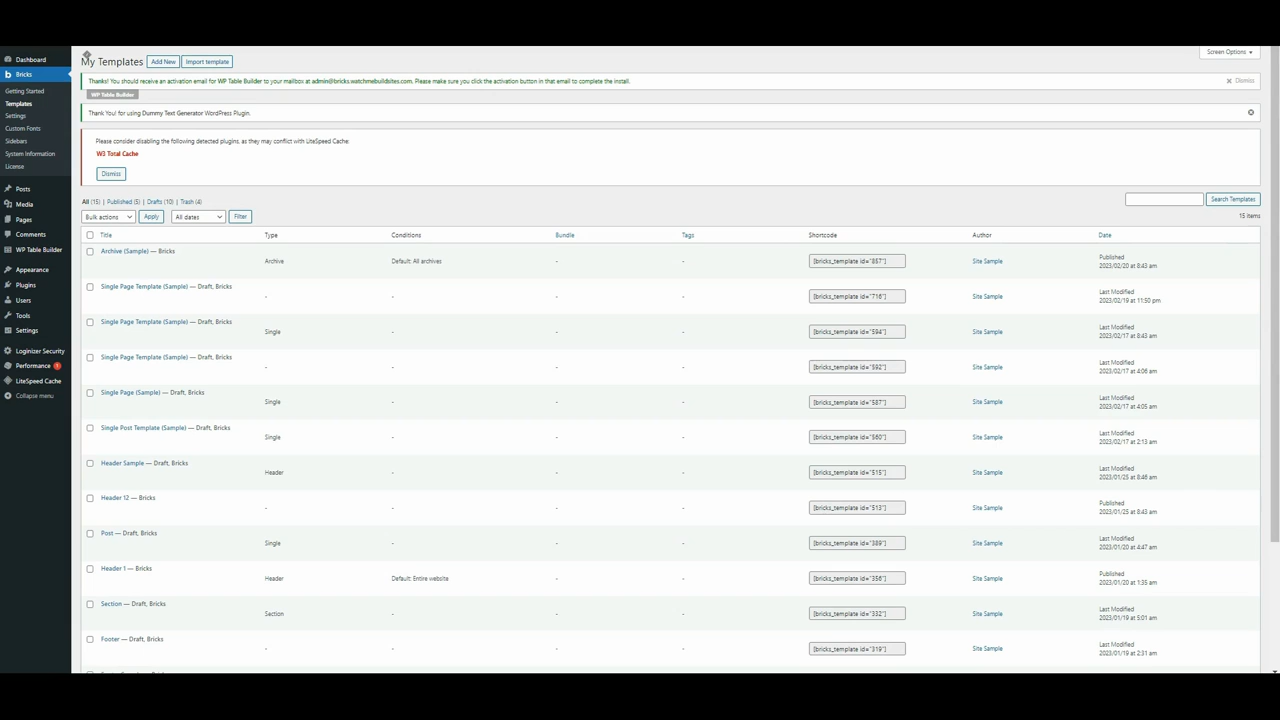 Dashboard
Bricks
Getting Started
Templates
Settings
Custom Fonts
Sidebars
System Information
License
Posts
Media
Pages
Comments
WP Table Builder
Appearance
Plugins
Users
Tools
Settings
Loginizer Security
Performance
LiteSpeed Cache
Collapse menu
Screen Options
My Templates Add New Import template
Thanks! You should receive an activation email for WP Table Builder to your mailbox at admin@bricks.watchmebuildsites.com. Please make sure you click the activation button in that email to complete the install. Dismiss
WP Table Builder
Thank You! for using Dummy Text Generator WordPress Plugin.
Please consider disabling the following detected plugins, as they may conflict with LiteSpeed Cache:
W3 Total Cache
Dismiss
All (15) | Published (5) | Drafts (10) | Trash (4) Search Templates
Bulk actions Apply All dates Filter 15 items
Title Type Conditions Bundle Tags Shortcode Author Date
Archive (Sample) — Bricks Archive Default: All archives - - [bricks_template id="857"] Site Sample Published
2023/02/20 at 8:43 am
Single Page Template (Sample) — Draft, Bricks - - - - [bricks_template id="716"] Site Sample Last Modified
2023/02/19 at 11:50 pm
Single Page Template (Sample) — Draft, Bricks Single - - - [bricks_template id="594"] Site Sample Last Modified
2023/02/17 at 8:43 am
Single Page Template (Sample) — Draft, Bricks - - - - [bricks_template id="592"] Site Sample Last Modified
2023/02/17 at 4:06 am
Single Page (Sample) — Draft, Bricks Single - - - [bricks_template id="587"] Site Sample Last Modified
2023/02/17 at 4:05 am
Single Post Template (Sample) — Draft, Bricks Single - - - [bricks_template id="560"] Site Sample Last Modified
2023/02/17 at 2:13 am
Header Sample — Draft, Bricks Header - - - [bricks_template id="515"] Site Sample Last Modified
2023/01/25 at 8:46 am
Header 12 — Bricks - - - - [bricks_template id="513"] Site Sample Published
2023/01/25 at 8:43 am
Post — Draft, Bricks Single - - - [bricks_template id="389"] Site Sample Last Modified
2023/01/20 at 4:47 am
Header 1 — Bricks Header Default: Entire website - - [bricks_template id="356"] Site Sample Published
2023/01/20 at 1:35 am
Section — Draft, Bricks Section - - - [bricks_template id="332"] Site Sample Last Modified
2023/01/19 at 5:01 am
Footer — Draft, Bricks - - - - [bricks_template id="319"] Site Sample Last Modified
2023/01/19 at 2:31 am